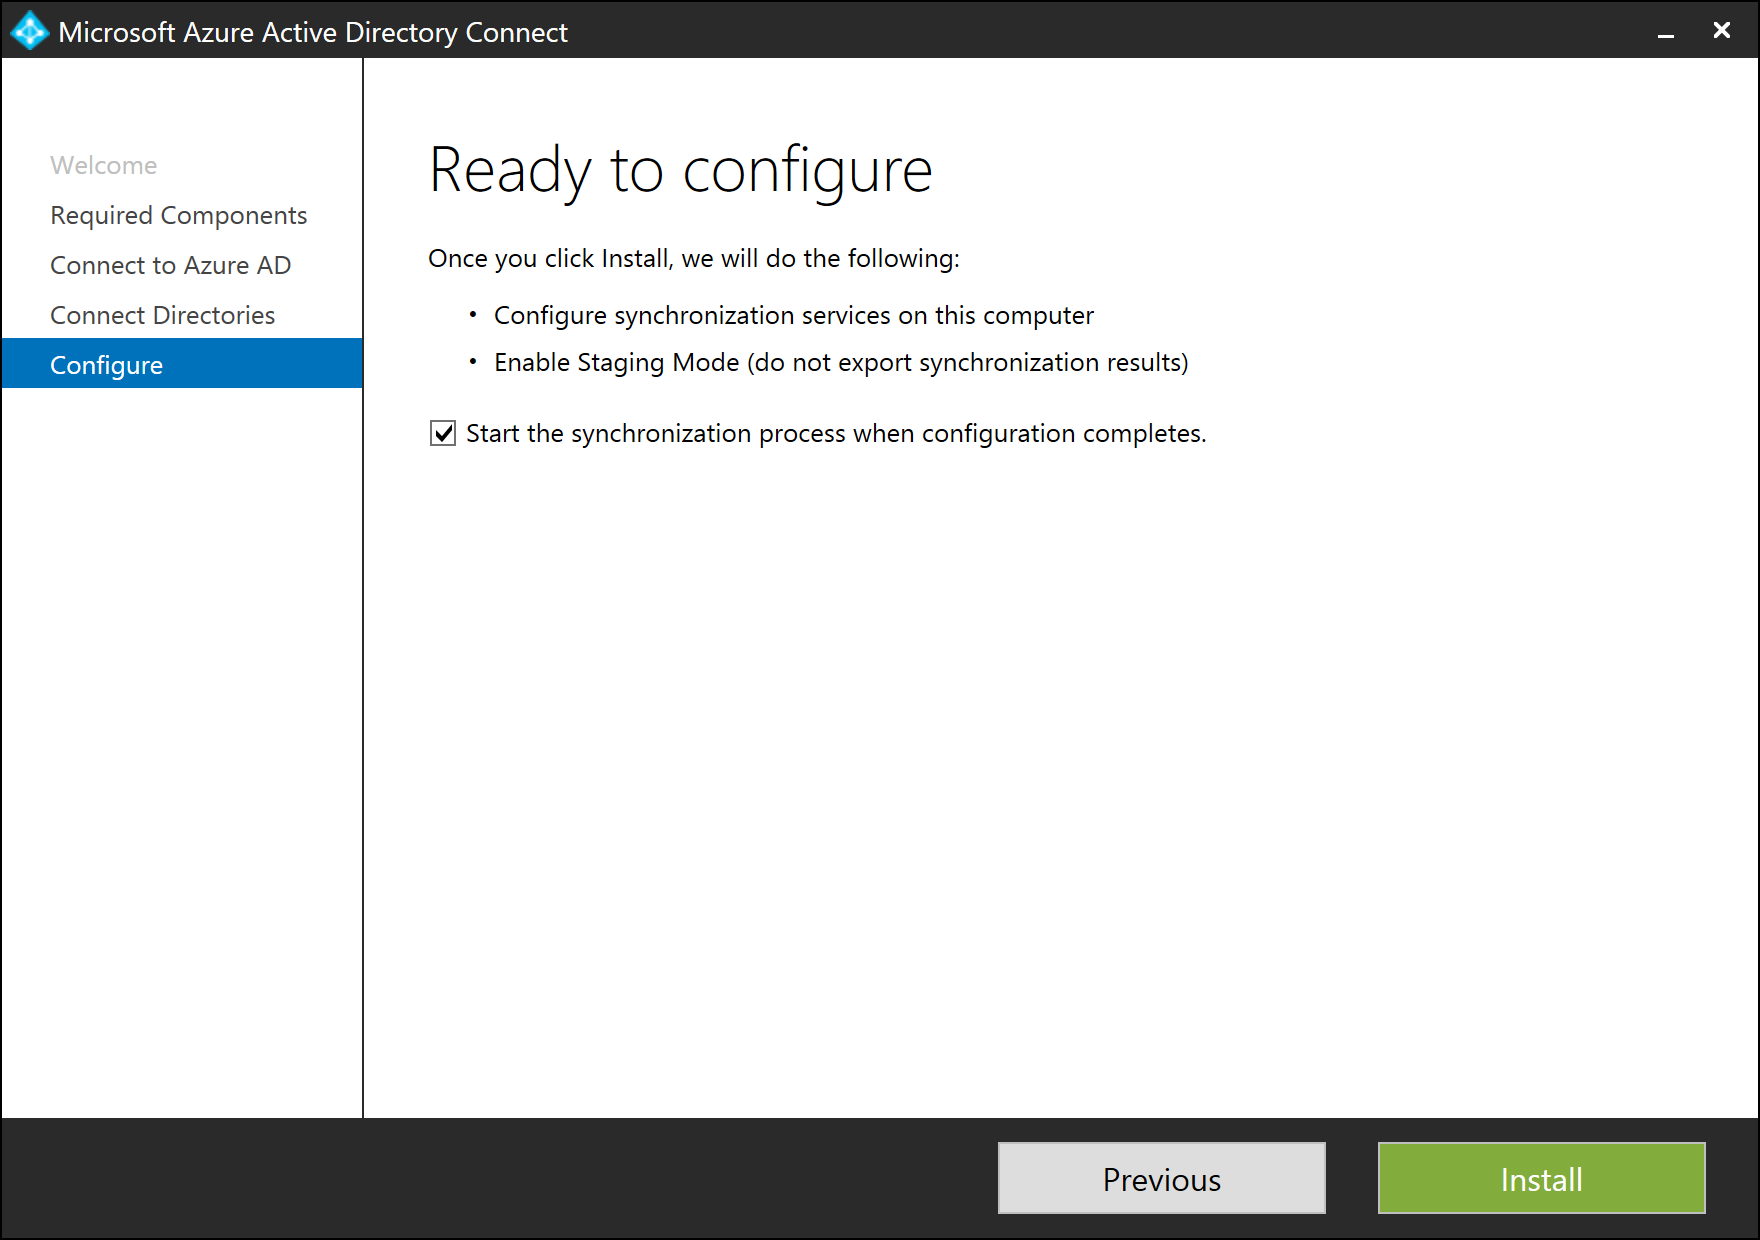 Microsoft Azure Active Directory Connect
Welcome
Required Components
Connect to Azure AD
Connect Directories
Configure
Ready to configure
Once you click Install, we will do the following:
• Configure synchronization services on this computer
• Enable Staging Mode (do not export synchronization results)
Start the synchronization process when configuration completes.
Previous
Install